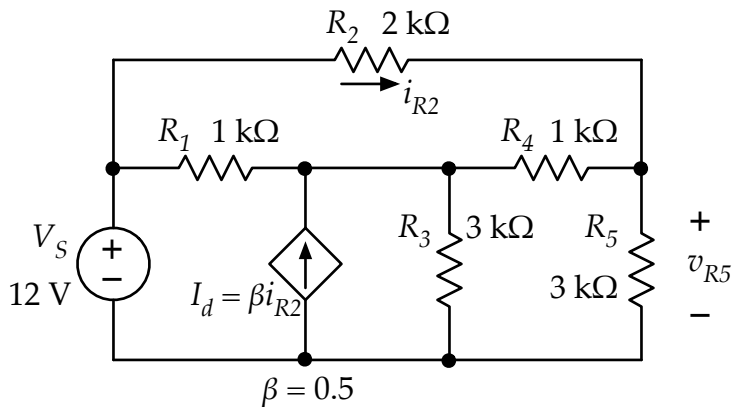 R2 2 kΩ
iR2
R1 1 kΩ
R4 1 kΩ
VS
12 V
+
−
Id = βiR2
R3 3 kΩ
R5
3 kΩ
+
vR5
−
β = 0.5